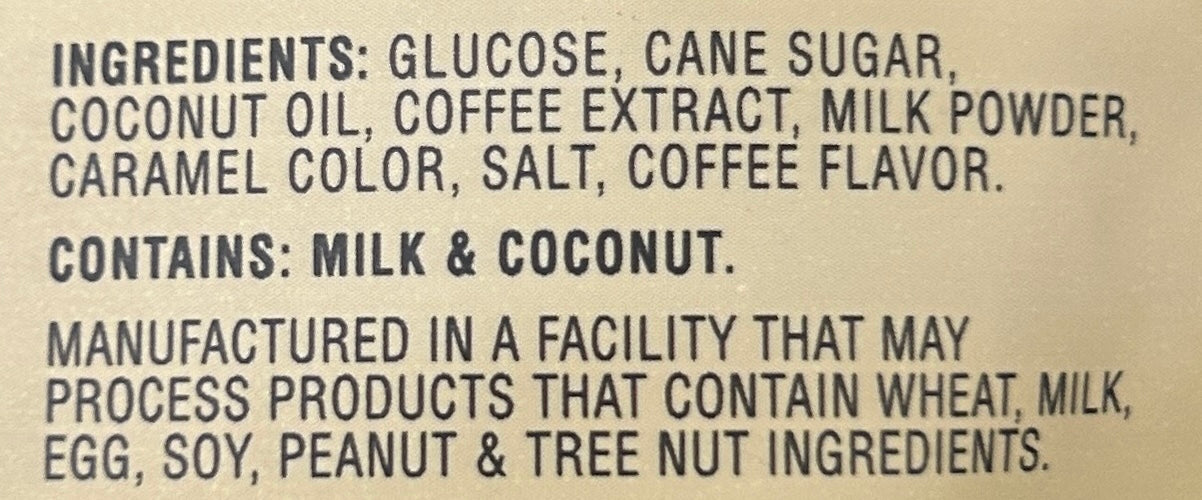 INGREDIENTS: GLUCOSE, CANE SUGAR,
COCONUT OIL, COFFEE EXTRACT, MILK POWDER,
CARAMEL COLOR, SALT, COFFEE FLAVOR.
CONTAINS: MILK & COCONUT.
MANUFACTURED IN A FACILITY THAT MAY
PROCESS PRODUCTS THAT CONTAIN WHEAT, MILK,
EGG, SOY, PEANUT & TREE NUT INGREDIENTS.